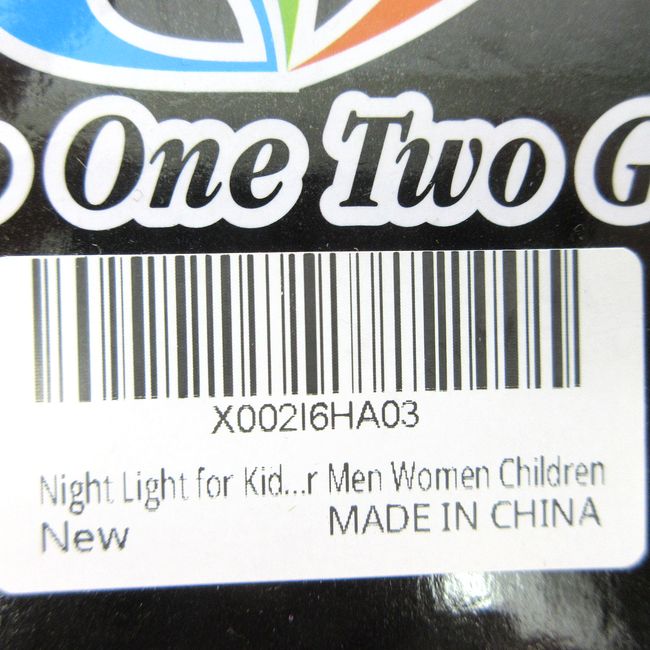 One Two G
X002I6HA03
Night Light for Kid...r Men Women Children
New
MADE IN CHINA